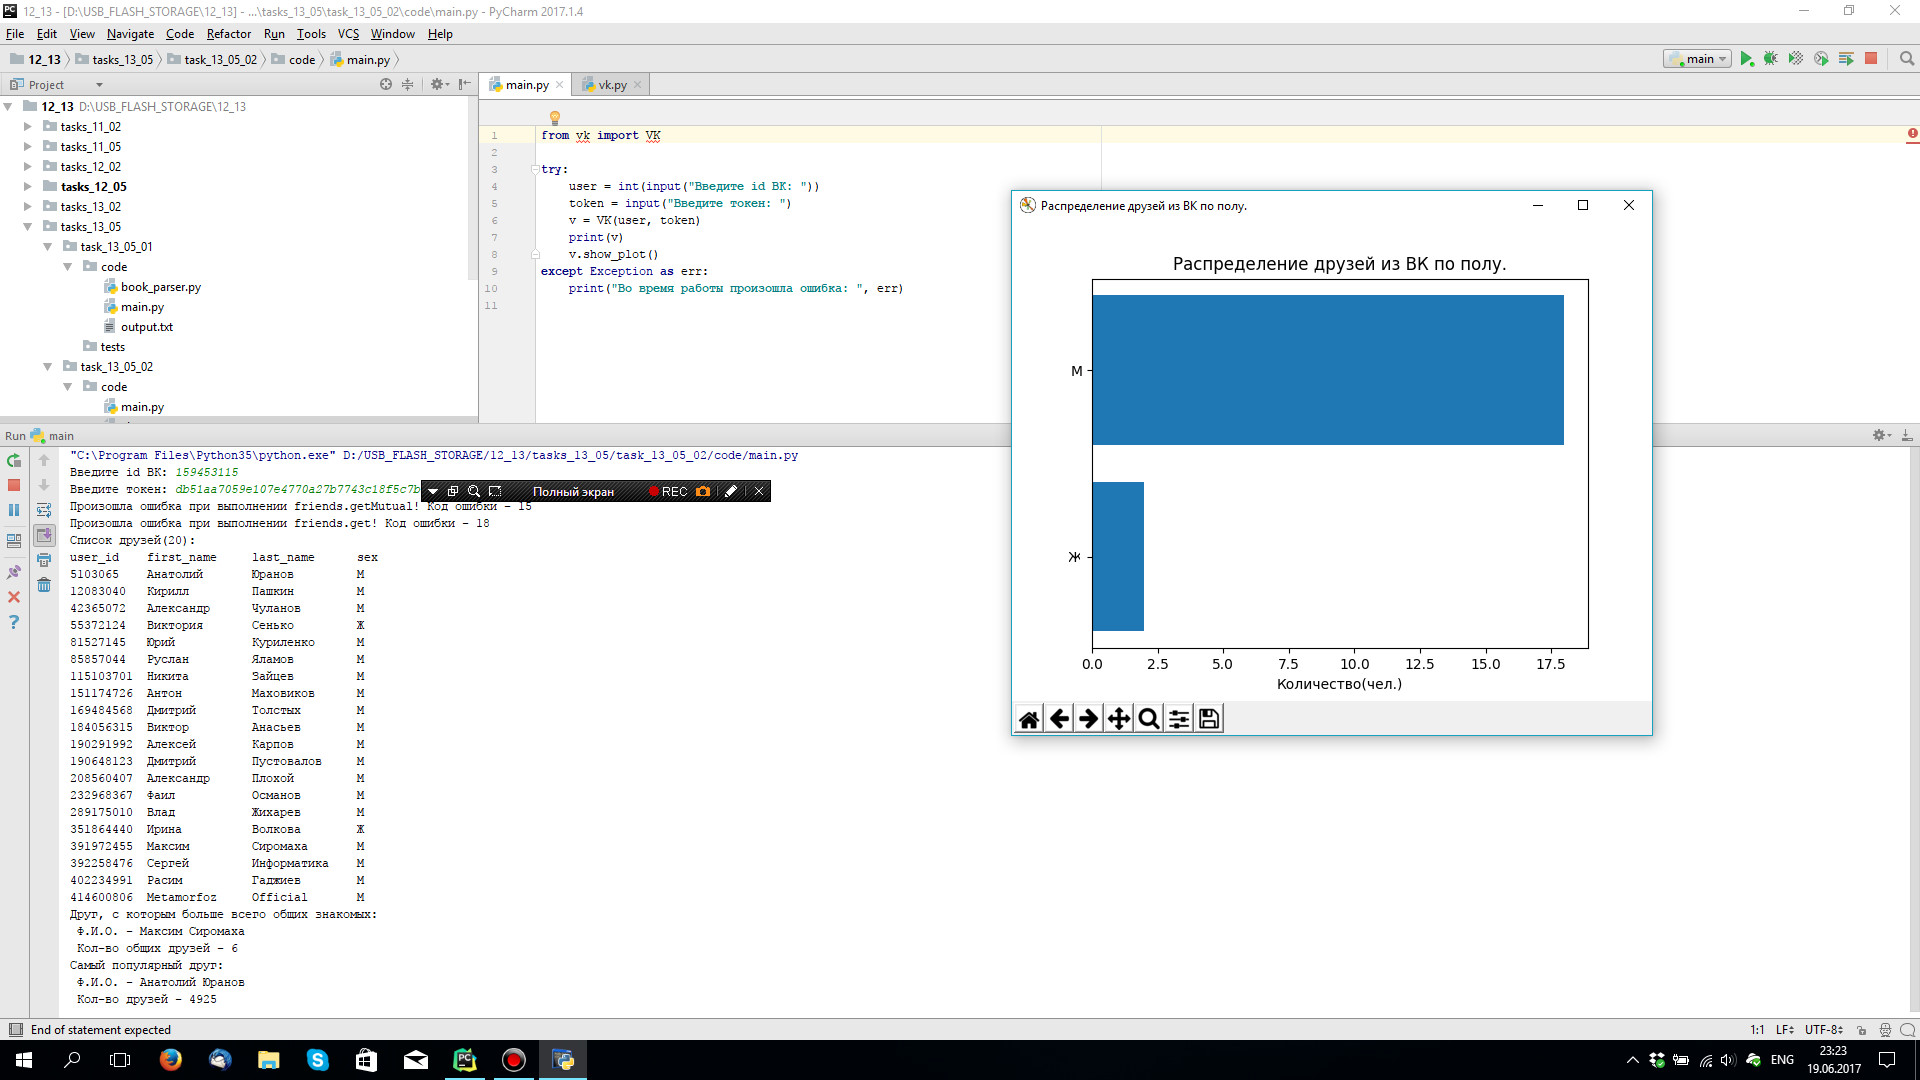 12_13 - [D:\USB_FLASH_STORAGE\12_13] - ...\tasks_13_05\task_13_05_02\code\main.py - PyCharm 2017.1.4
File Edit View Navigate Code Refactor Run Tools VCS Window Help
12_13 tasks_13_05 task_13_05_02 code main.py main
Project main.py vk.py
12_13 D:\USB_FLASH_STORAGE\12_13
tasks_11_02
tasks_11_05
tasks_12_02
tasks_12_05
tasks_13_02
tasks_13_05
task_13_05_01
code
book_parser.py
main.py
output.txt
tests
task_13_05_02
code
main.py
1 from vk import VK
2
3 try:
4 user = int(input("Введите id ВК: "))
5 token = input("Введите токен: ")
6 v = VK(user, token)
7 print(v)
8 v.show_plot()
9 except Exception as err:
10 print("Во время работы произошла ошибка: ", err)
11
Распределение друзей из ВК по полу.
Распределение друзей из ВК по полу.
М
Ж
0.0 2.5 5.0 7.5 10.0 12.5 15.0 17.5
Количество(чел.)
Run main
"C:\Program Files\Python35\python.exe" D:/USB_FLASH_STORAGE/12_13/tasks_13_05/task_13_05_02/code/main.py
Введите id ВК: 159453115
Введите токен: db51aa7059e107e4770a27b7743c18f5c7b
Полный экран REC
Произошла ошибка при выполнении friends.getMutual! Код ошибки - 15
Произошла ошибка при выполнении friends.get! Код ошибки - 18
Список друзей(20):
user_id first_name last_name sex
5103065 Анатолий Юранов М
12083040 Кирилл Пашкин М
42365072 Александр Чуланов М
55372124 Виктория Сенько Ж
81527145 Юрий Куриленко М
85857044 Руслан Яламов М
115103701 Никита Зайцев М
151174726 Антон Маховиков М
169484568 Дмитрий Толстых М
184056315 Виктор Анасьев М
190291992 Алексей Карпов М
190648123 Дмитрий Пустовалов М
208560407 Александр Плохой М
232968367 Фаил Османов М
289175010 Влад Жихарев М
351864440 Ирина Волкова Ж
391972455 Максим Сиромаха М
392258476 Сергей Информатика М
402234991 Расим Гаджиев М
414600806 Metamorfoz Official М
Друг, с которым больше всего общих знакомых:
Ф.И.О. - Максим Сиромаха
Кол-во общих друзей - 6
Самый популярный друг:
Ф.И.О. - Анатолий Юранов
Кол-во друзей - 4925
End of statement expected 1:1 LF UTF-8
ENG 23:23
19.06.2017